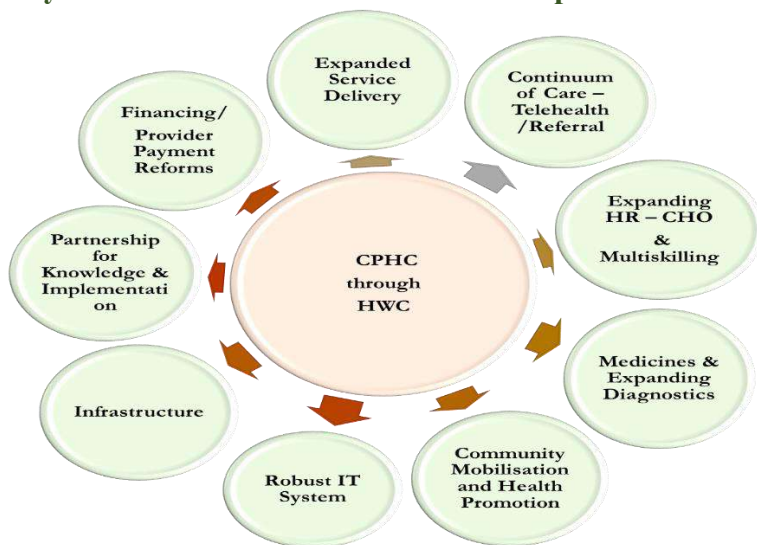 Expanded
Service
Delivery
Continuum
of Care –
Telehealth
/Referral
Expanding
HR – CHO
&
Multiskilling
Medicines &
Expanding
Diagnostics
Community
Mobilisation
and Health
Promotion
Robust IT
System
Infrastructure
Partnership
for
Knowledge &
Implementati
on
Financing/
Provider
Payment
Reforms
CPHC
through
HWC